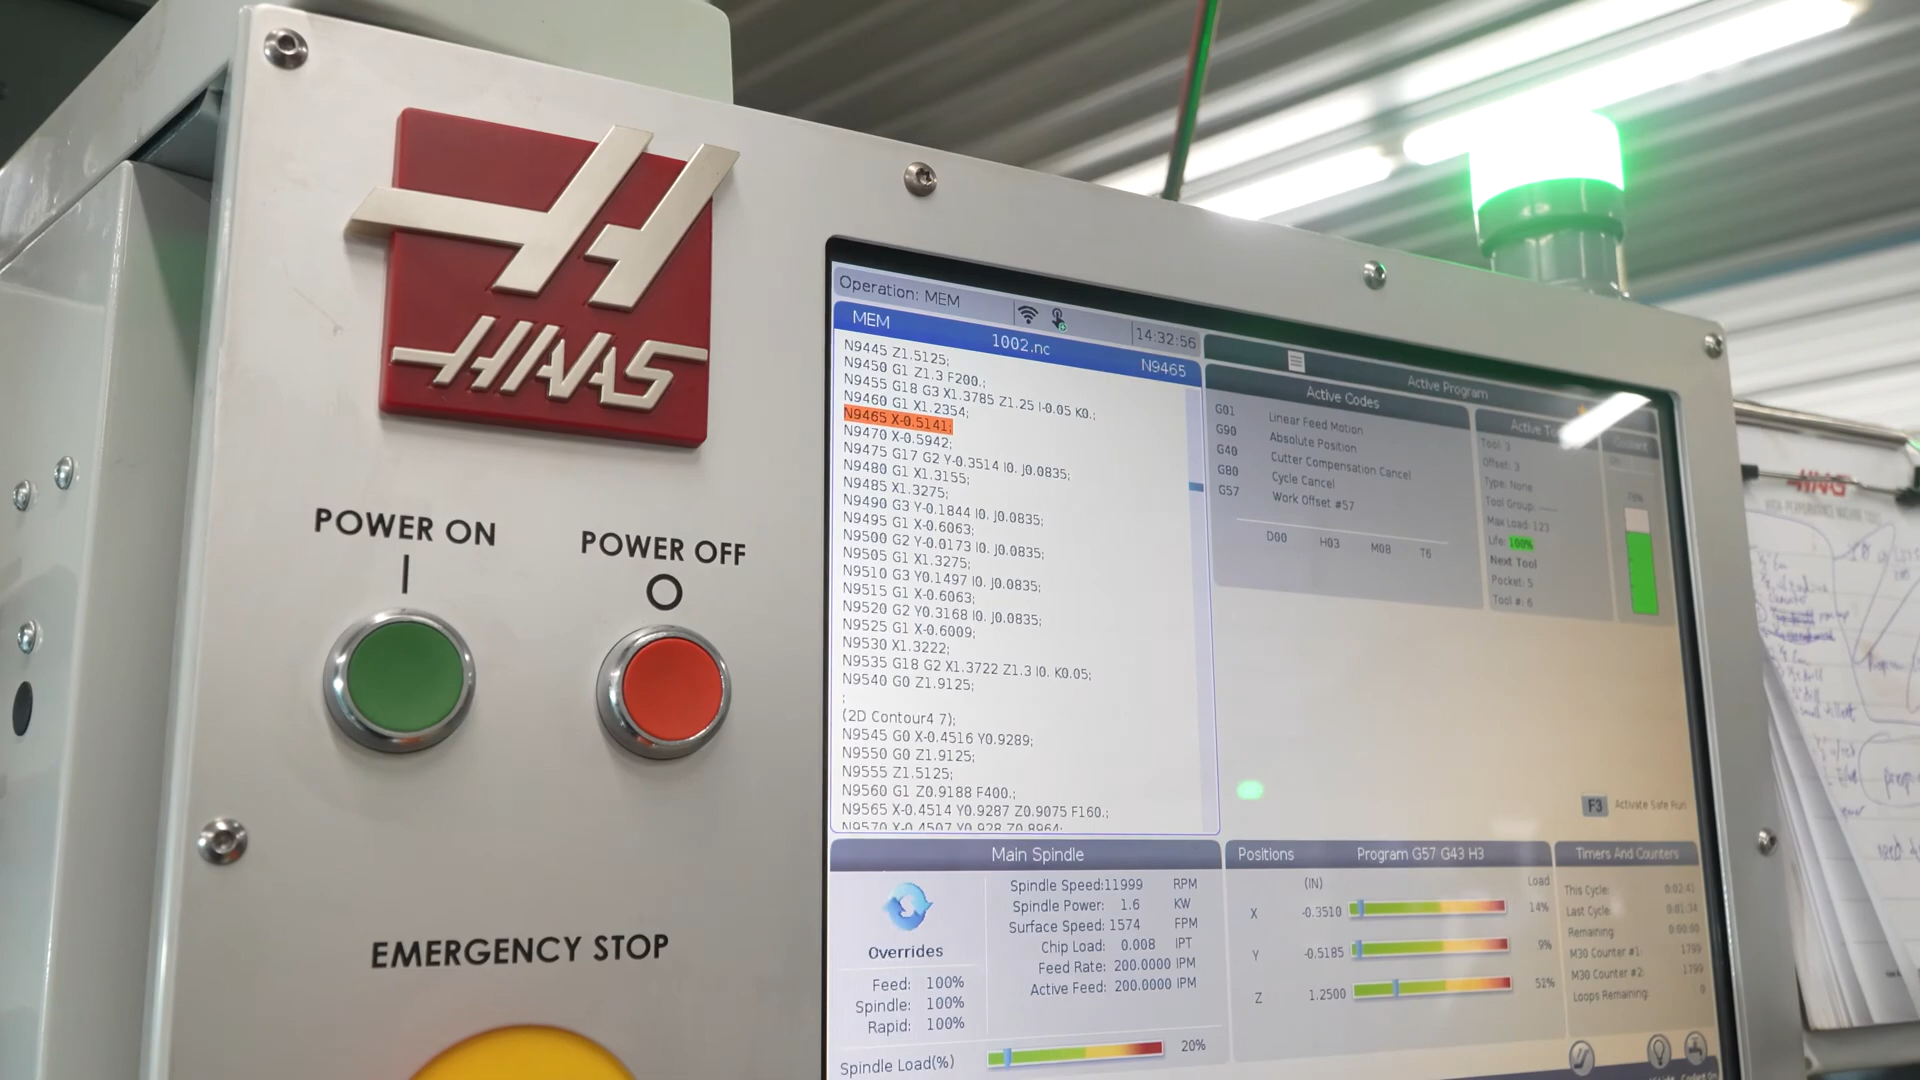 HAAS
POWER ON
POWER OFF
EMERGENCY STOP
Operation: MEM
14:32:56
MEM
1002.nc
N9465
N9445 Z1.5125;
N9450 G1 Z1.3 F200.;
N9455 G18 G3 X1.3785 Z1.25 I-0.05 K0.;
N9460 G1 X1.2354;
N9465 X-0.5141;
N9470 X-0.5942;
N9475 G17 G2 Y-0.3514 I0. J0.0835;
N9480 G1 X1.3155;
N9485 X1.3275;
N9490 G3 Y-0.1844 I0. J0.0835;
N9495 G1 X-0.6063;
N9500 G2 Y-0.0173 I0. J0.0835;
N9505 G1 X1.3275;
N9510 G3 Y0.1497 I0. J0.0835;
N9515 G1 X-0.6063;
N9520 G2 Y0.3168 I0. J0.0835;
N9525 G1 X-0.6009;
N9530 X1.3222;
N9535 G18 G2 X1.3722 Z1.3 I0. K0.05;
N9540 G0 Z1.9125;
;
(2D Contour4 7);
N9545 G0 X-0.4516 Y0.9289;
N9550 G0 Z1.9125;
N9555 Z1.5125;
N9560 G1 Z0.9188 F400.;
N9565 X-0.4514 Y0.9287 Z0.9075 F160.;
N9570 X-0.4507 Y0.928 Z0.8964;
Active Program
Active Codes
G01 Linear Feed Motion
G90 Absolute Position
G40 Cutter Compensation Cancel
G80 Cycle Cancel
G57 Work Offset #57
D00 H03 M08 T6
Active
Tool: 3
Offset: 3
Type: None
Tool Group:
Max Load: 123
Life: 100%
Next Tool
Pocket: 5
Tool #: 6
Coolant
F3 Activate Safe Run
Main Spindle
Overrides
Feed: 100%
Spindle: 100%
Rapid: 100%
Spindle Speed:11999 RPM
Spindle Power: 1.6 KW
Surface Speed: 1574 FPM
Chip Load: 0.008 IPT
Feed Rate: 200.0000 IPM
Active Feed: 200.0000 IPM
Spindle Load(%) 20%
Positions Program G57 G43 H3
(IN) Load
X -0.3510 14%
Y -0.5185 9%
Z 1.2500 51%
Timers And Counters
This Cycle: 0:02:41
Last Cycle: 0:01:34
Remaining 0:00:00
M30 Counter #1: 1799
M30 Counter #2: 1799
Loops Remaining: 0